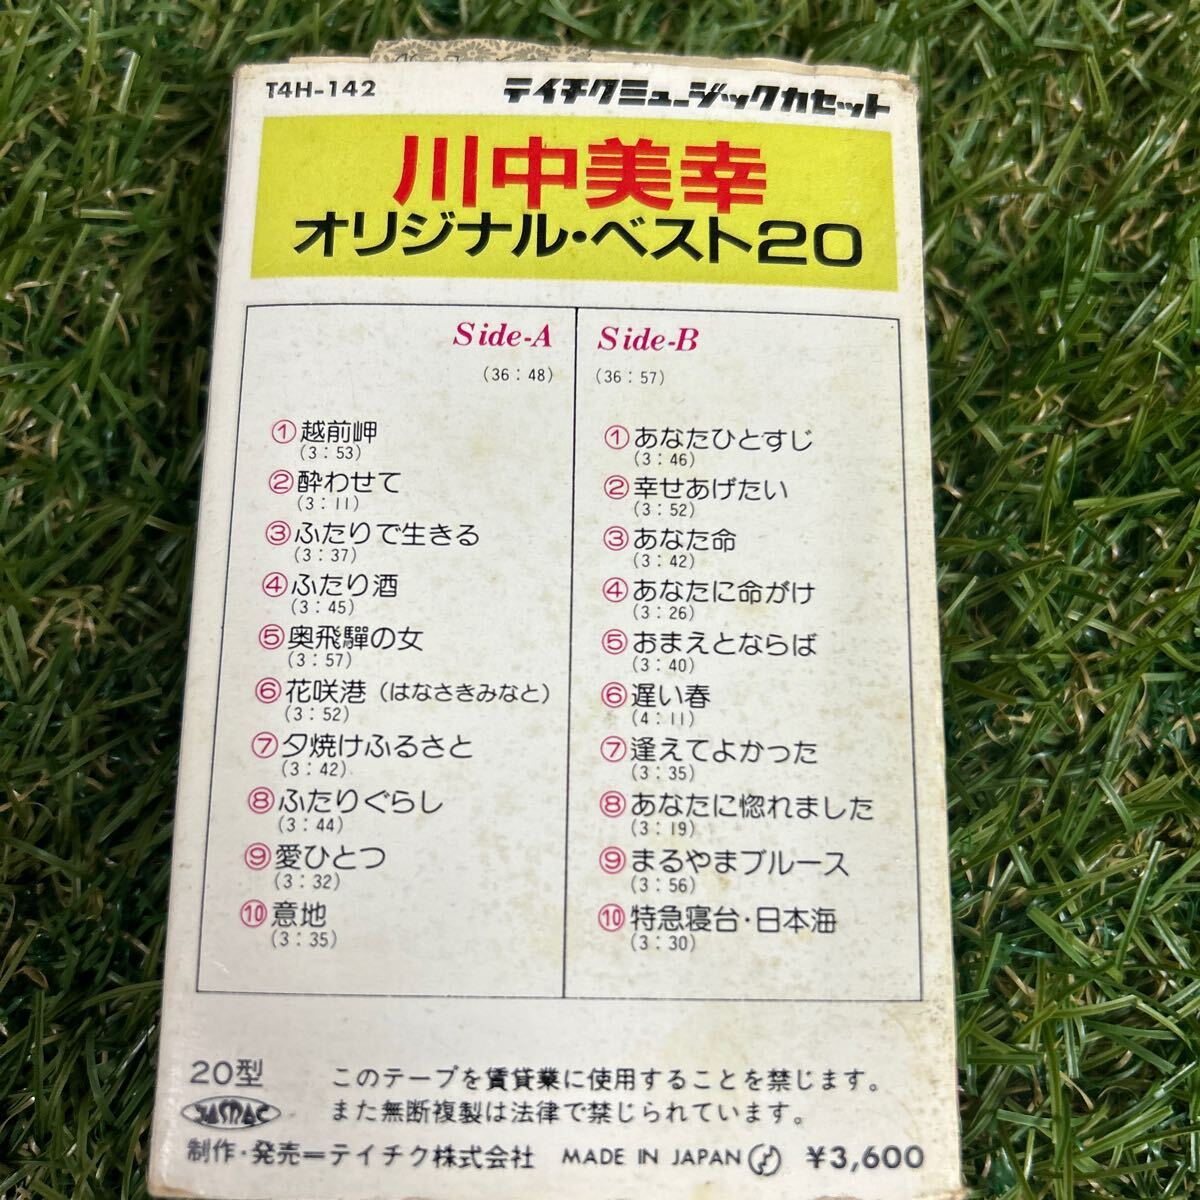 T4H-142 テイチクミュージックカセット
川中美幸
オリジナル・ベスト20
Side-A
(36:48)
①越前岬
(3:53)
②酔わせて
(3:11)
③ふたりで生きる
(3:37)
④ふたり酒
(3:45)
⑤奥飛驒の女
(3:57)
⑥花咲港(はなさきみなと)
(3:52)
⑦夕焼けふるさと
(3:42)
⑧ふたりぐらし
(3:44)
⑨愛ひとつ
(3:32)
⑩意地
(3:35)
Side-B
(36:57)
①あなたひとすじ
(3:46)
②幸せあげたい
(3:52)
③あなた命
(3:42)
④あなたに命がけ
(3:26)
⑤おまえとならば
(3:40)
⑥遅い春
(4:11)
⑦逢えてよかった
(3:35)
⑧あなたに惚れました
(3:19)
⑨まるやまブルース
(3:56)
⑩特急寝台・日本海
(3:30)
20型 このテープを賃貸業に使用することを禁じます。
JASRAC また無断複製は法律で禁じられています。
制作・発売=テイチク株式会社 MADE IN JAPAN ¥3,600